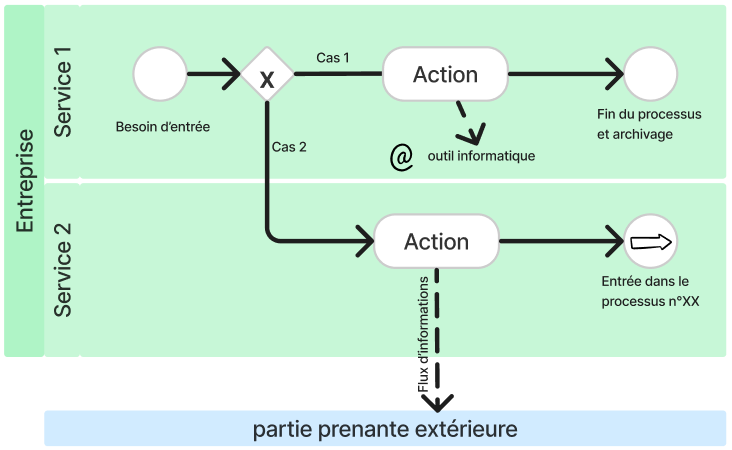 Entreprise
Service 1
Besoin d'entrée
X
Cas 1
Action
Fin du processus
et archivage
@ outil informatique
Cas 2
Service 2
Action
Entrée dans le
processus n°XX
Flux d'informations
partie prenante extérieure